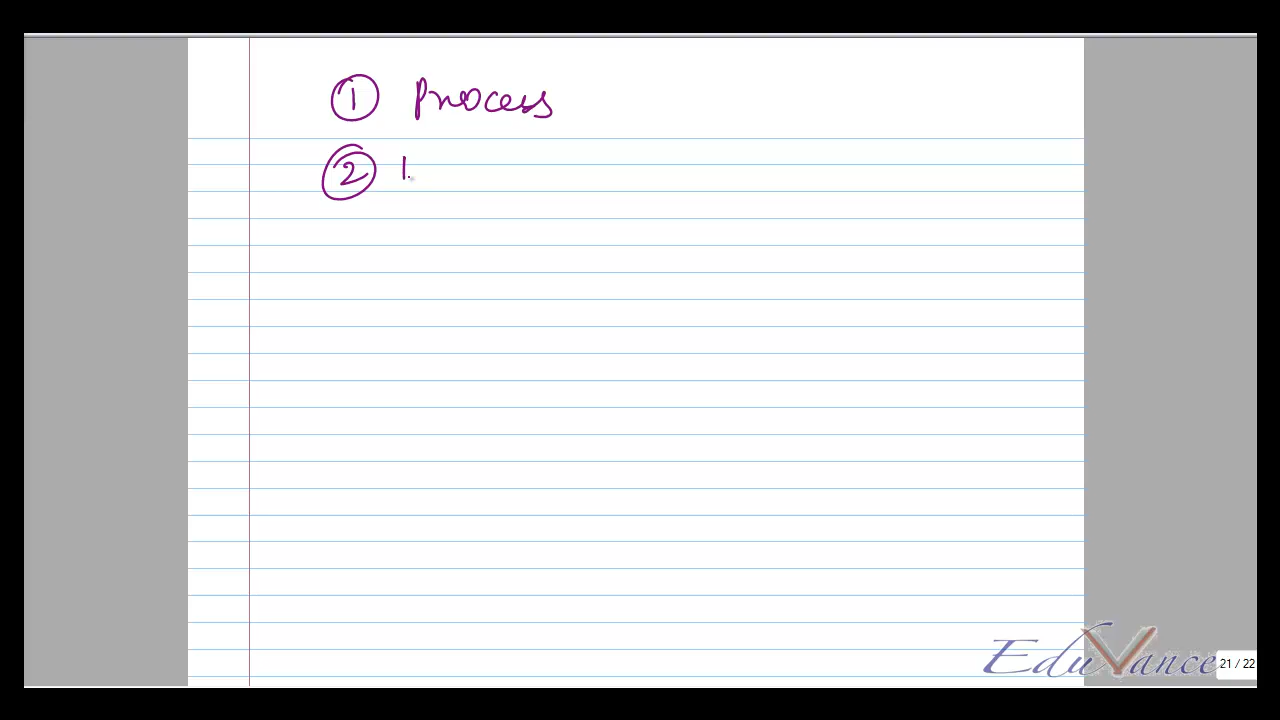 ① Process
②
EduVance
21 / 22